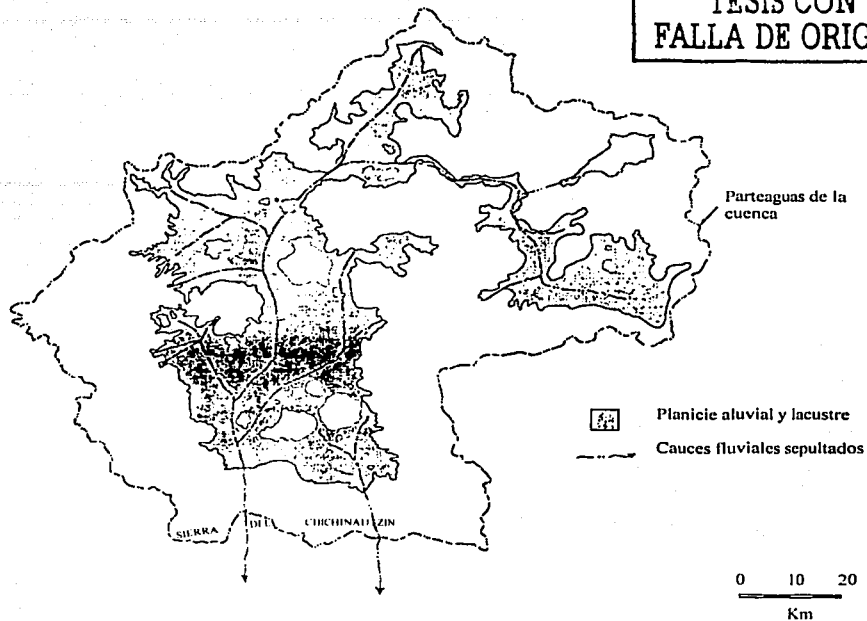 TESIS CON
FALLA DE ORIG
Parteaguas de la
cuenca
Planicie aluvial y lacustre
Cauces fluviales sepultados
SIERRA DEL CHICHINAUTZIN
0 10 20
Km